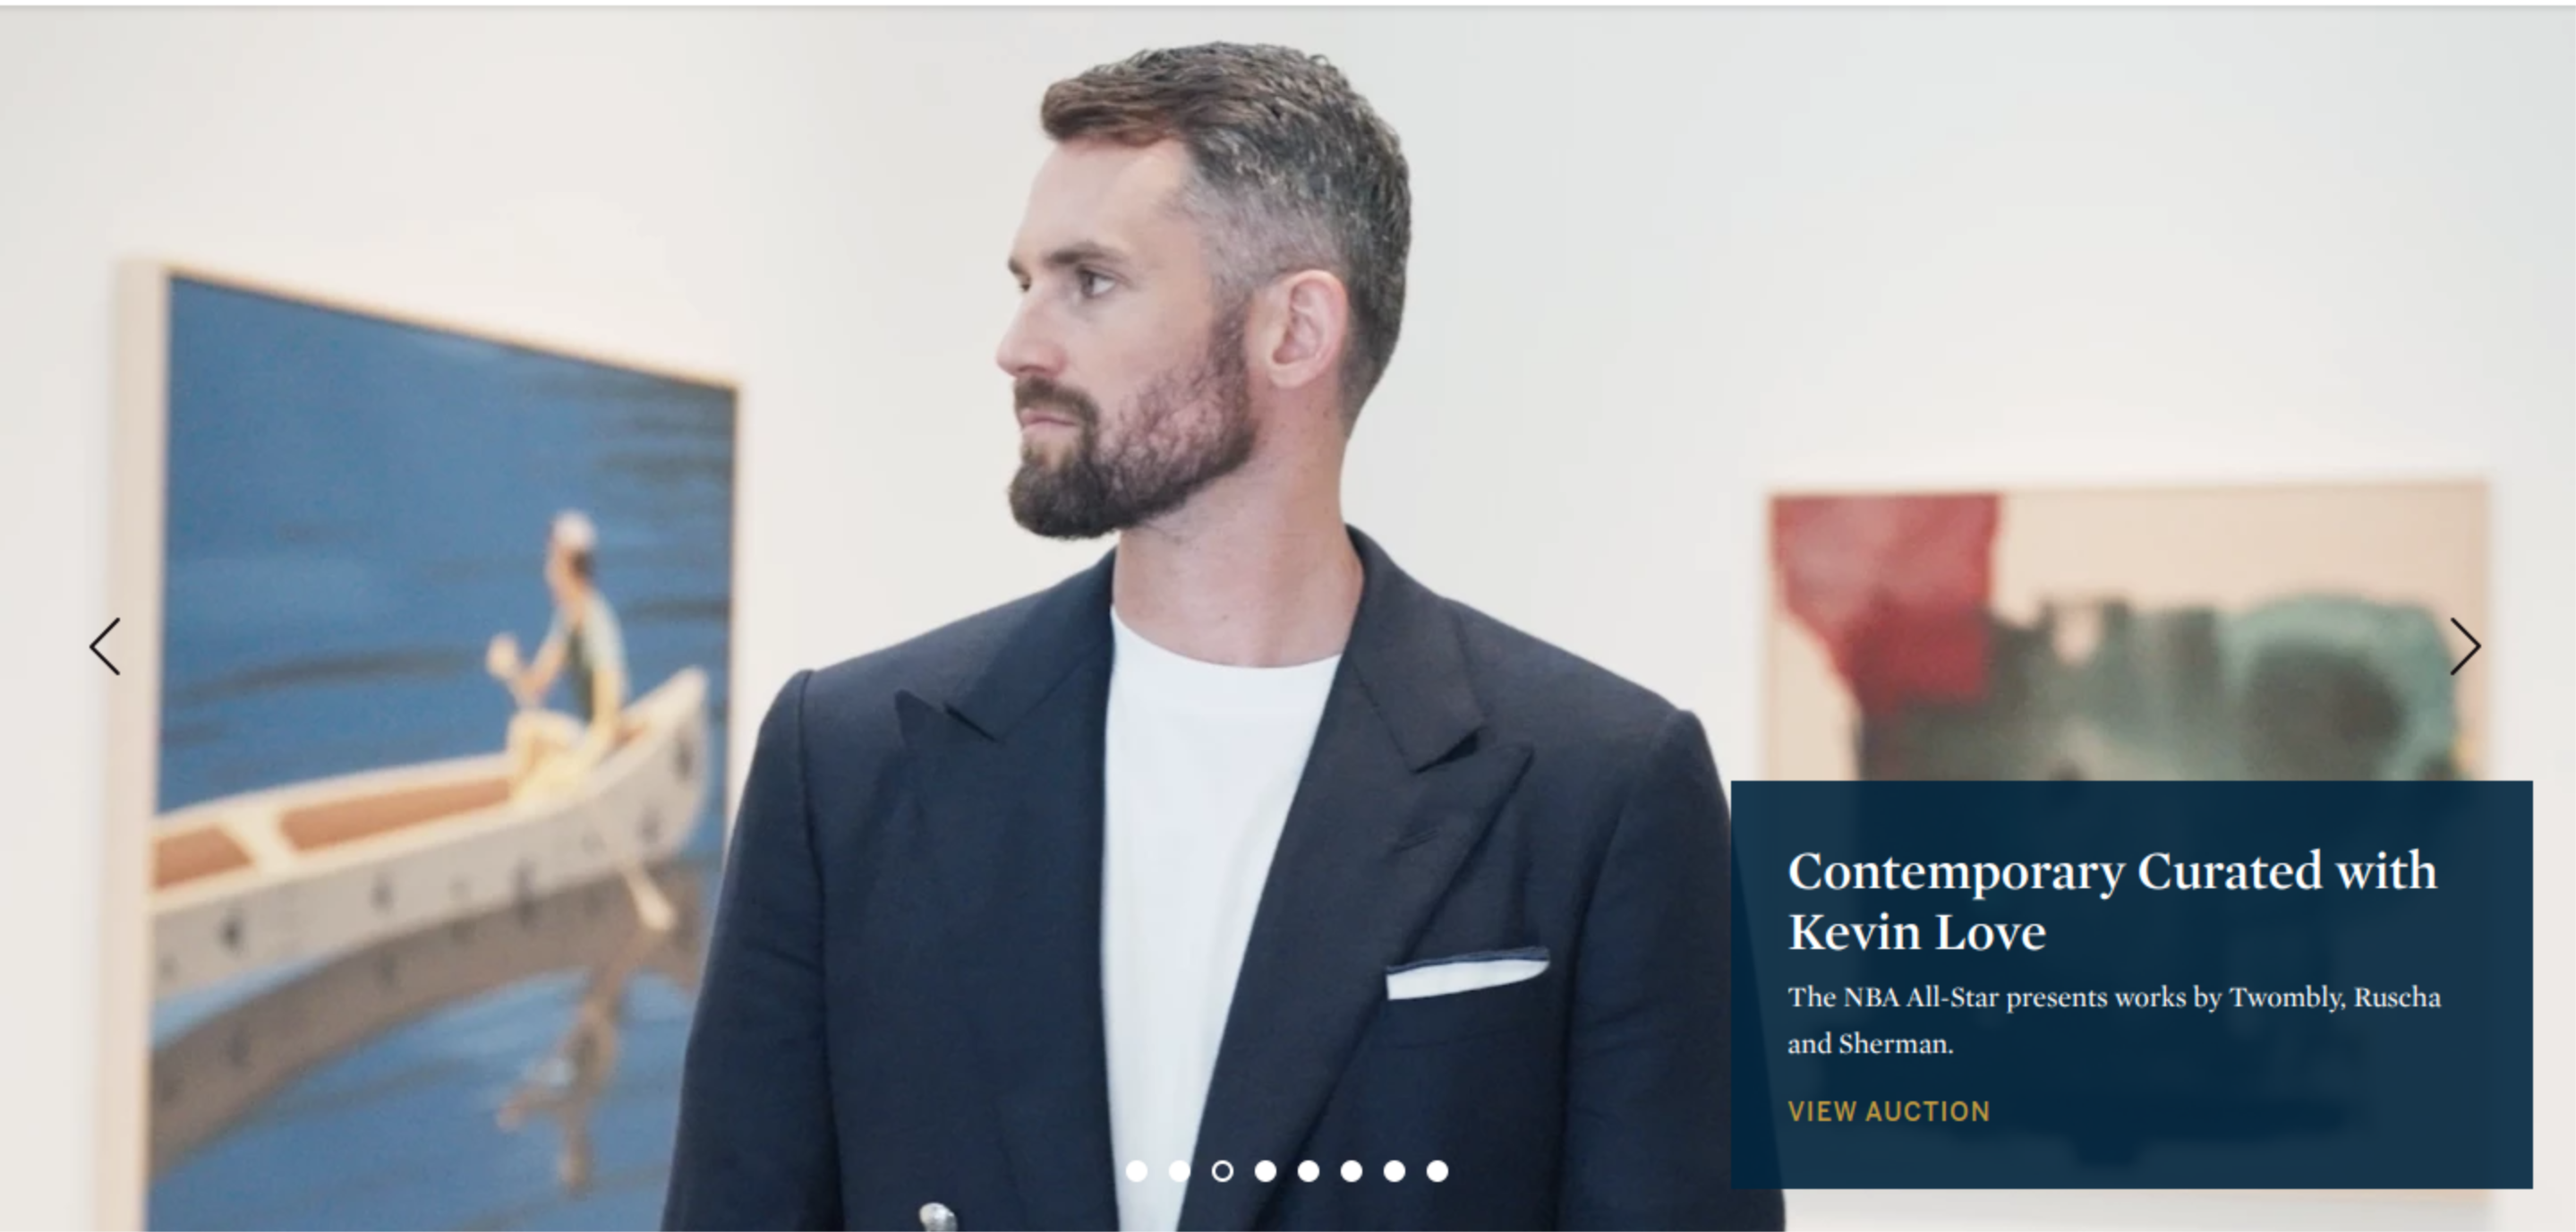 Contemporary Curated with
Kevin Love
The NBA All-Star presents works by Twombly, Ruscha
and Sherman.
VIEW AUCTION